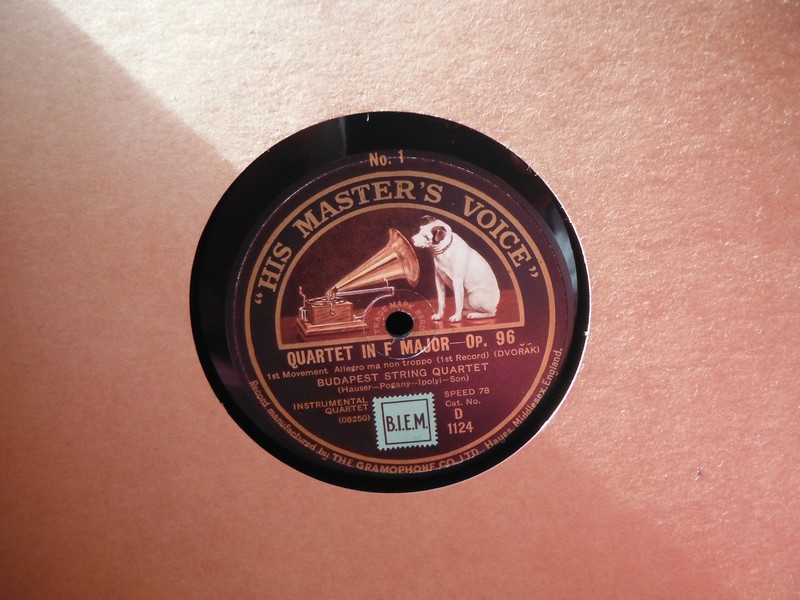 No. 1
"HIS MASTER'S VOICE"
TRADE MARK
QUARTET IN F MAJOR—OP. 96
1st Movement Allegro ma non troppo (1st Record) (DVOŘÁK)
BUDAPEST STRING QUARTET
(Hauser—Pogany—Ipolyi—Son)
INSTRUMENTAL
QUARTET
(08250)
B.I.E.M.
SPEED 78
Cat. No.
D
1124
Record manufactured by THE GRAMOPHONE CO. LTD., Hayes, Middlesex, England.